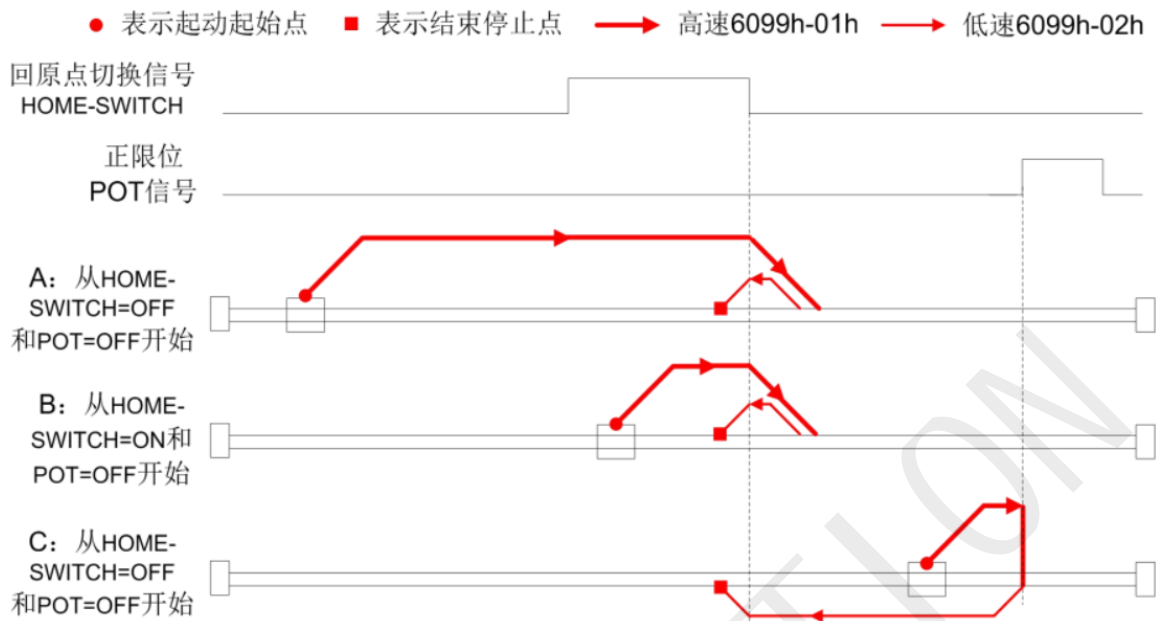 表示起动起始点 表示结束停止点 高速6099h-01h 低速6099h-02h
回原点切换信号
HOME-SWITCH
正限位
POT信号
A：从HOME-
SWITCH=OFF
和POT=OFF开始
B：从HOME-
SWITCH=ON和
POT=OFF开始
C：从HOME-
SWITCH=OFF
和POT=OFF开始